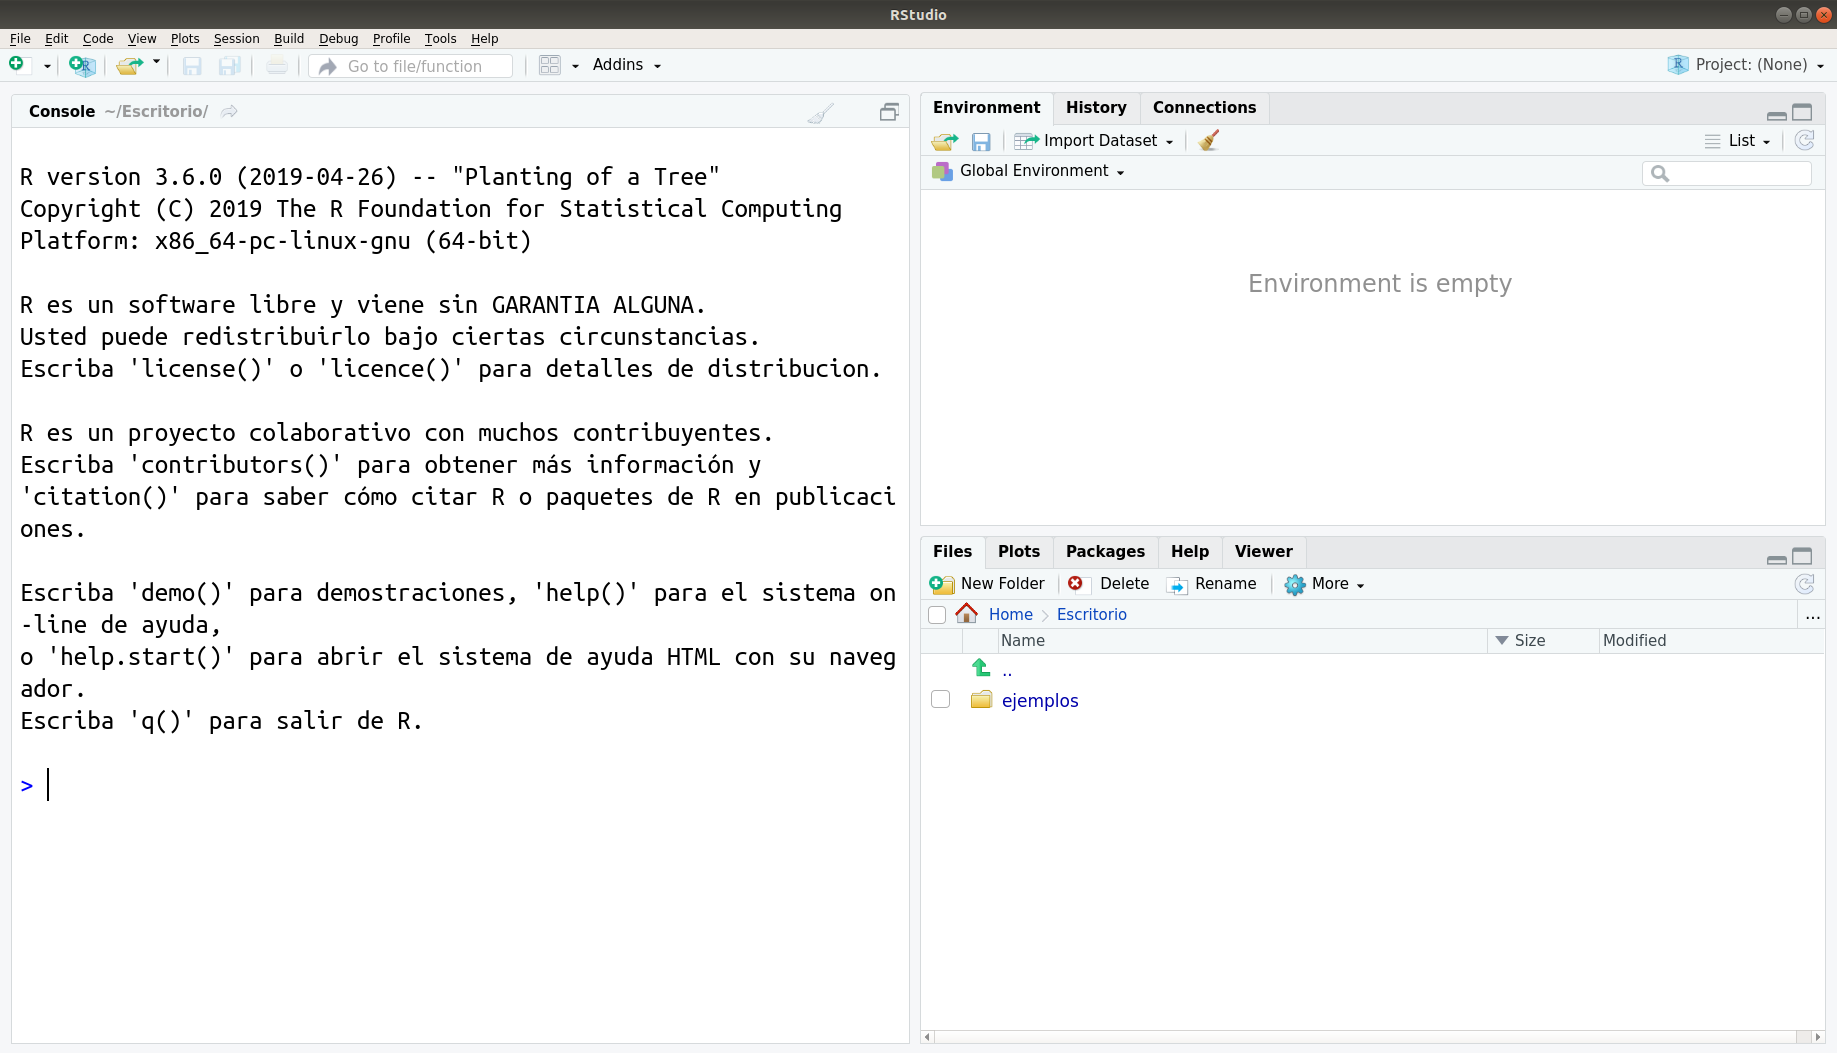 RStudio
File Edit Code View Plots Session Build Debug Profile Tools Help
Go to file/function Addins Project: (None)
Console ~/Escritorio/
R version 3.6.0 (2019-04-26) -- "Planting of a Tree"
Copyright (C) 2019 The R Foundation for Statistical Computing
Platform: x86_64-pc-linux-gnu (64-bit)
R es un software libre y viene sin GARANTIA ALGUNA.
Usted puede redistribuirlo bajo ciertas circunstancias.
Escriba 'license()' o 'licence()' para detalles de distribucion.
R es un proyecto colaborativo con muchos contribuyentes.
Escriba 'contributors()' para obtener más información y
'citation()' para saber cómo citar R o paquetes de R en publicaci
ones.
Escriba 'demo()' para demostraciones, 'help()' para el sistema on
-line de ayuda,
o 'help.start()' para abrir el sistema de ayuda HTML con su naveg
ador.
Escriba 'q()' para salir de R.
>
Environment History Connections
Import Dataset List
Global Environment
Environment is empty
Files Plots Packages Help Viewer
New Folder Delete Rename More
Home Escritorio ...
Name Size Modified
..
ejemplos